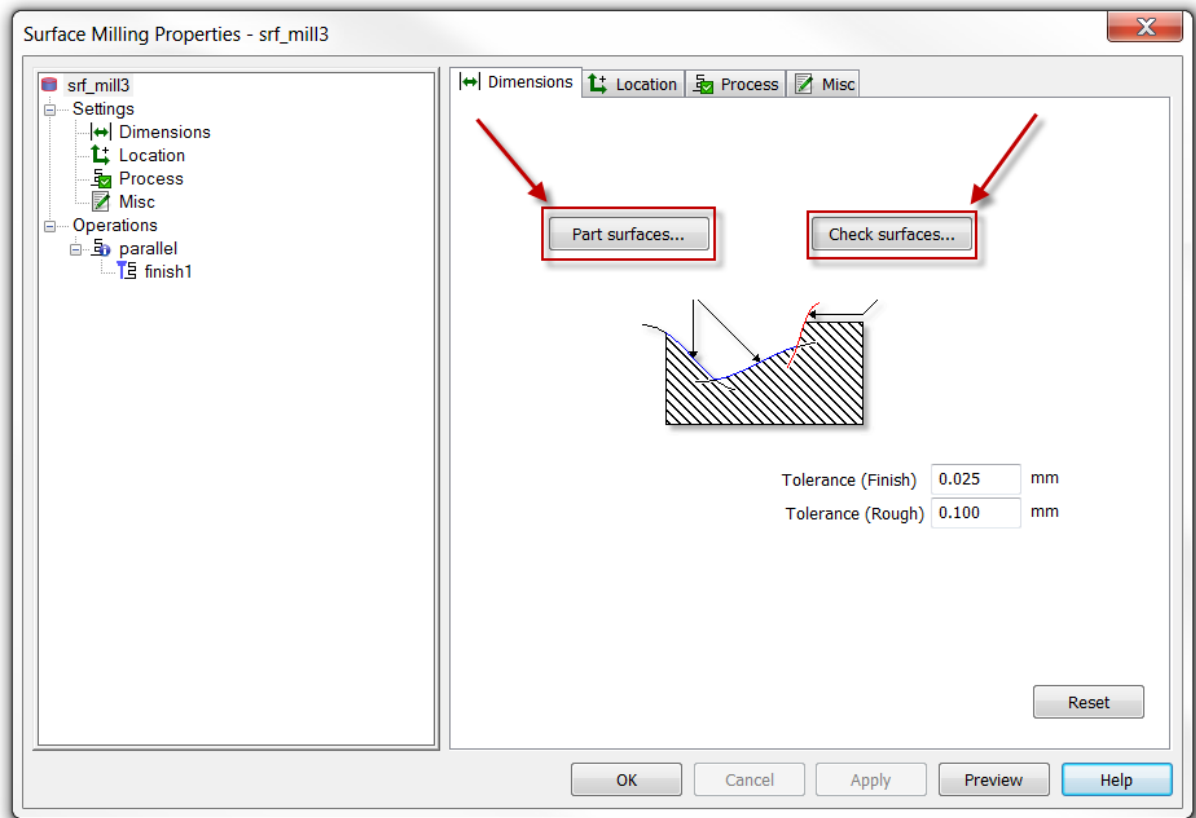 Surface Milling Properties - srf_mill3
srf_mill3
Settings
Dimensions
Location
Process
Misc
Operations
parallel
finish1
Dimensions Location Process Misc
Part surfaces... Check surfaces...
Tolerance (Finish) 0.025 mm
Tolerance (Rough) 0.100 mm
Reset
OK Cancel Apply Preview Help